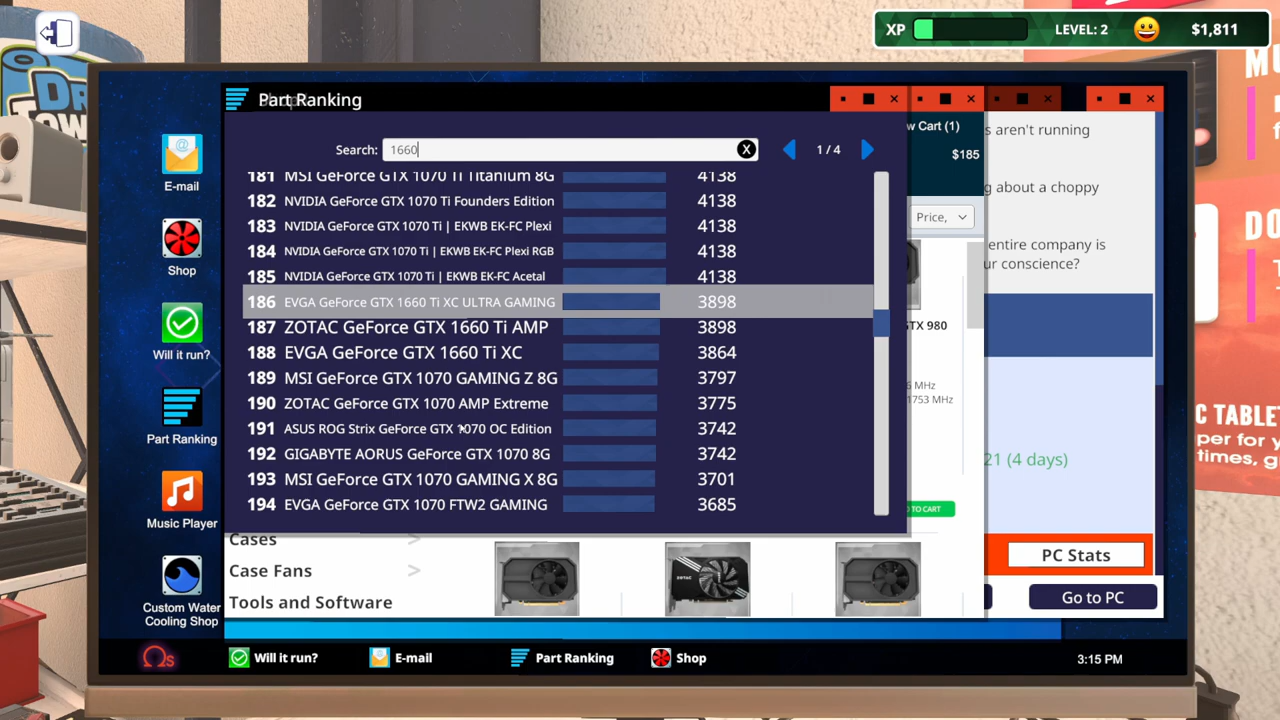 XP
LEVEL: 2
$1,811
Part Ranking
Search: 1660
X
1 / 4
181 MSI GeForce GTX 1070 Ti Titanium 8G 4138
182 NVIDIA GeForce GTX 1070 Ti Founders Edition 4138
183 NVIDIA GeForce GTX 1070 Ti | EKWB EK-FC Plexi 4138
184 NVIDIA GeForce GTX 1070 Ti | EKWB EK-FC Plexi RGB 4138
185 NVIDIA GeForce GTX 1070 Ti | EKWB EK-FC Acetal 4138
186 EVGA GeForce GTX 1660 Ti XC ULTRA GAMING 3898
187 ZOTAC GeForce GTX 1660 Ti AMP 3898
188 EVGA GeForce GTX 1660 Ti XC 3864
189 MSI GeForce GTX 1070 GAMING Z 8G 3797
190 ZOTAC GeForce GTX 1070 AMP Extreme 3775
191 ASUS ROG Strix GeForce GTX 1070 OC Edition 3742
192 GIGABYTE AORUS GeForce GTX 1070 8G 3742
193 MSI GeForce GTX 1070 GAMING X 8G 3701
194 EVGA GeForce GTX 1070 FTW2 GAMING 3685
E-mail
Shop
Will it run?
Part Ranking
Music Player
Custom Water
Cooling Shop
w Cart (1)
$185
Price,
TX 980
6 MHz
1753 MHz
TO CART
s aren't running
g about a choppy
entire company is
ur conscience?
21 (4 days)
PC Stats
Go to PC
Cases >
Case Fans >
Tools and Software
ZOTAC
Will it run?
E-mail
Part Ranking
Shop
3:15 PM
DO
C TABLET
per for y
times, g